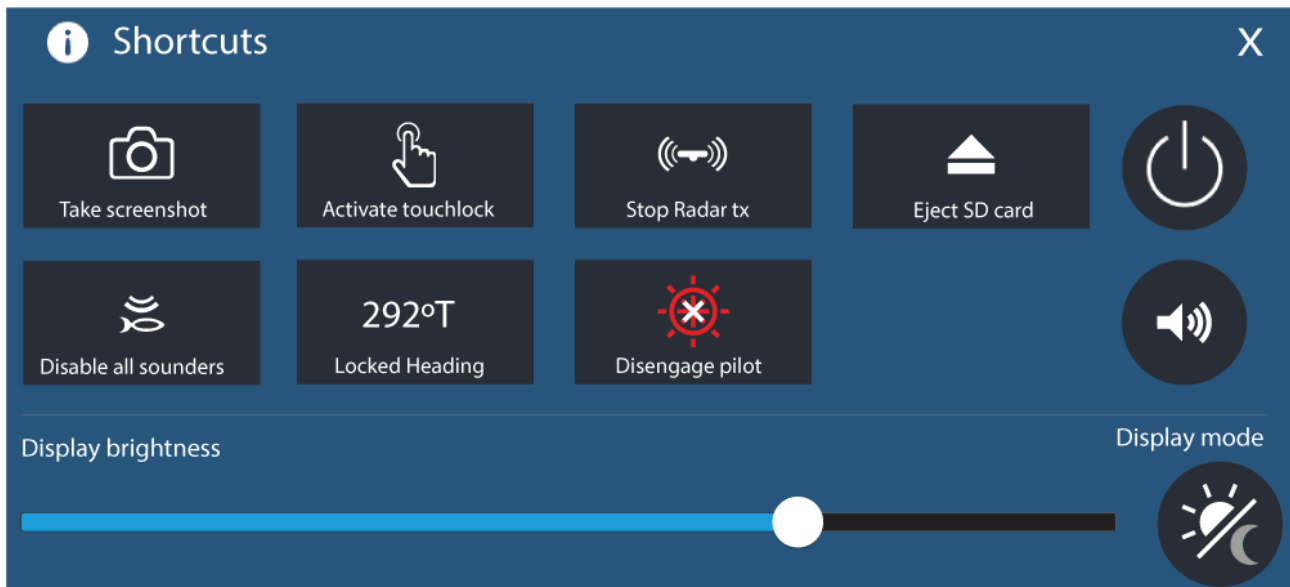 Shortcuts
X
Take screenshot
Activate touchlock
Stop Radar tx
Eject SD card
292ºT
Disable all sounders
Locked Heading
Disengage pilot
Display brightness
Display mode